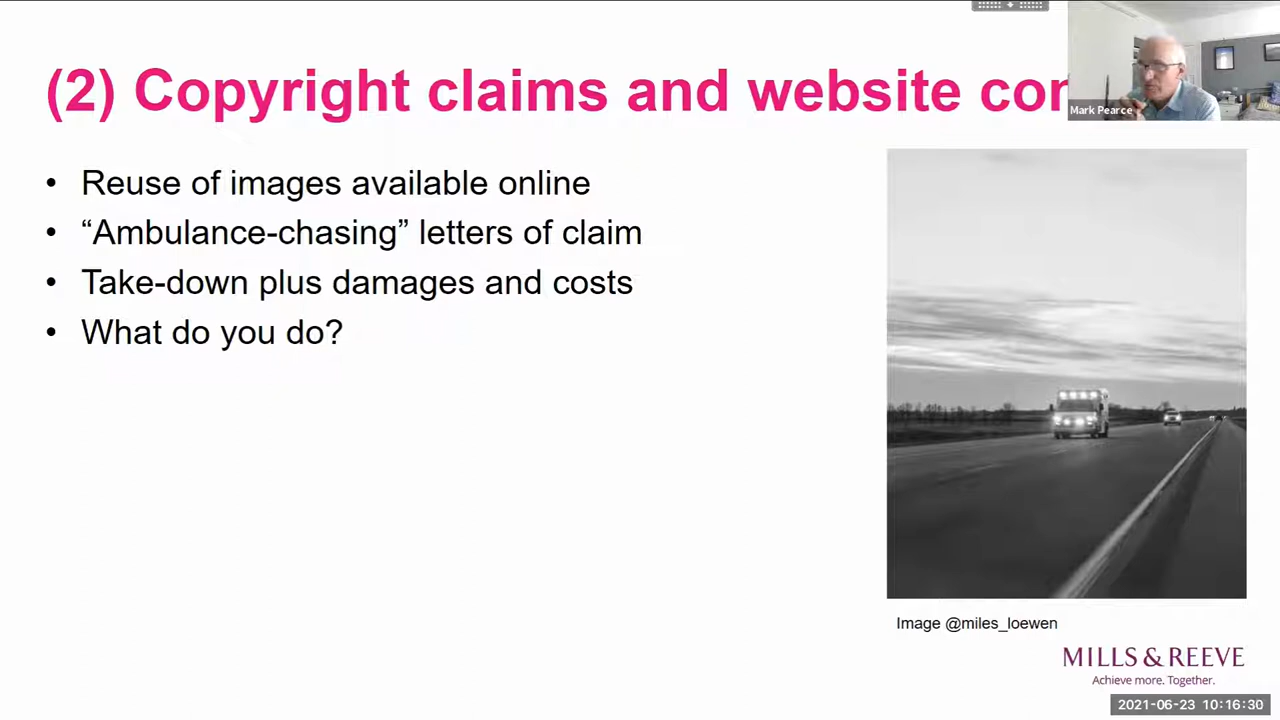 (2) Copyright claims and website
Mark Pearce
• Reuse of images available online
• “Ambulance-chasing” letters of claim
• Take-down plus damages and costs
• What do you do?
Image @miles_loewen
MILLS & REEVE
Achieve more. Together.
2021-06-23 10:16:30